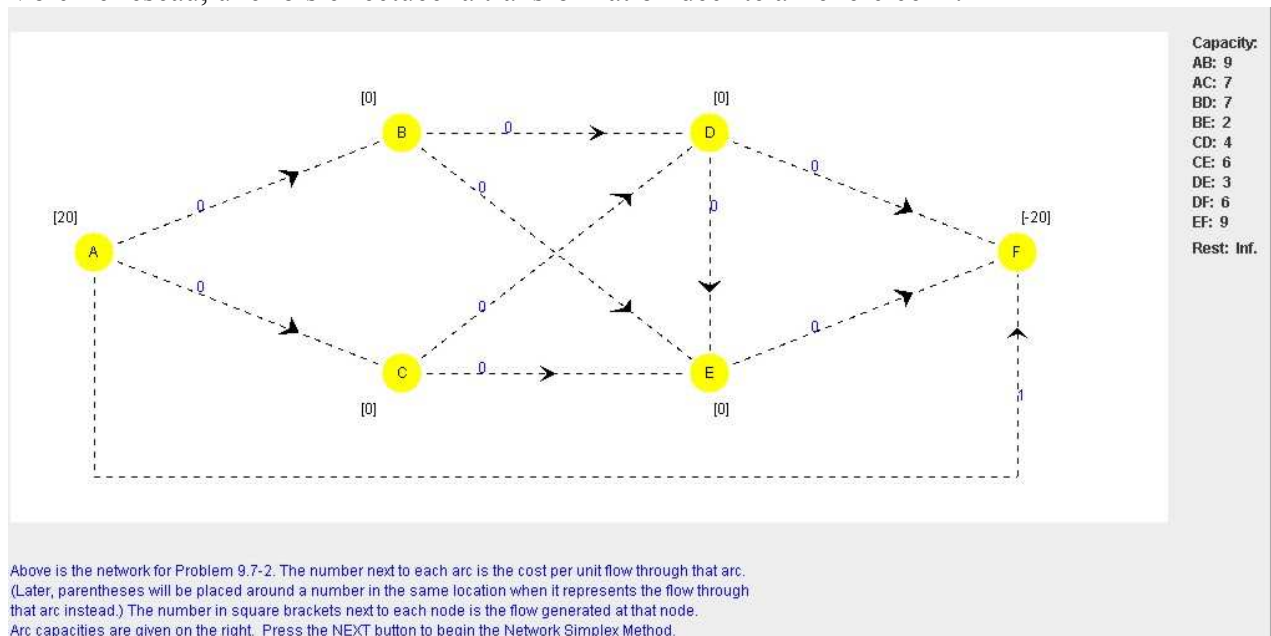 Capacity:
AB: 9
AC: 7
BD: 7
BE: 2
CD: 4
CE: 6
DE: 3
DF: 6
EF: 9
Rest: Inf.
[0]
[0]
B
0
D
0
0
0
0
[20]
[-20]
A
F
0
0
0
C
0
E
[0]
[0]
1
Above is the network for Problem 9.7-2. The number next to each arc is the cost per unit flow through that arc.
(Later, parentheses will be placed around a number in the same location when it represents the flow through
that arc instead.) The number in square brackets next to each node is the flow generated at that node.
Arc capacities are given on the right. Press the NEXT button to begin the Network Simplex Method.